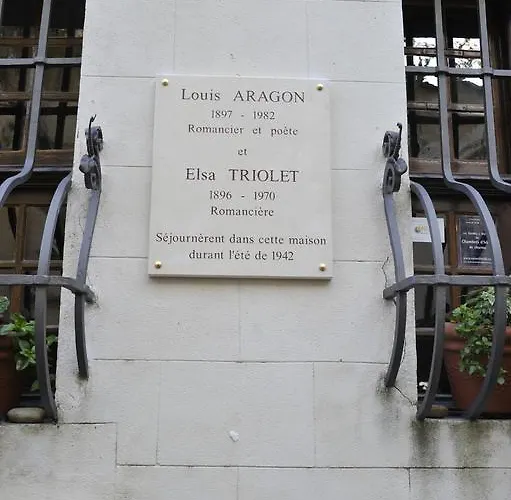 Louis ARAGON
1897 - 1982
Romancier et poète
et
Elsa TRIOLET
1896 - 1970
Romancière
Séjournèrent dans cette maison
durant l'été de 1942
Chambres d'H